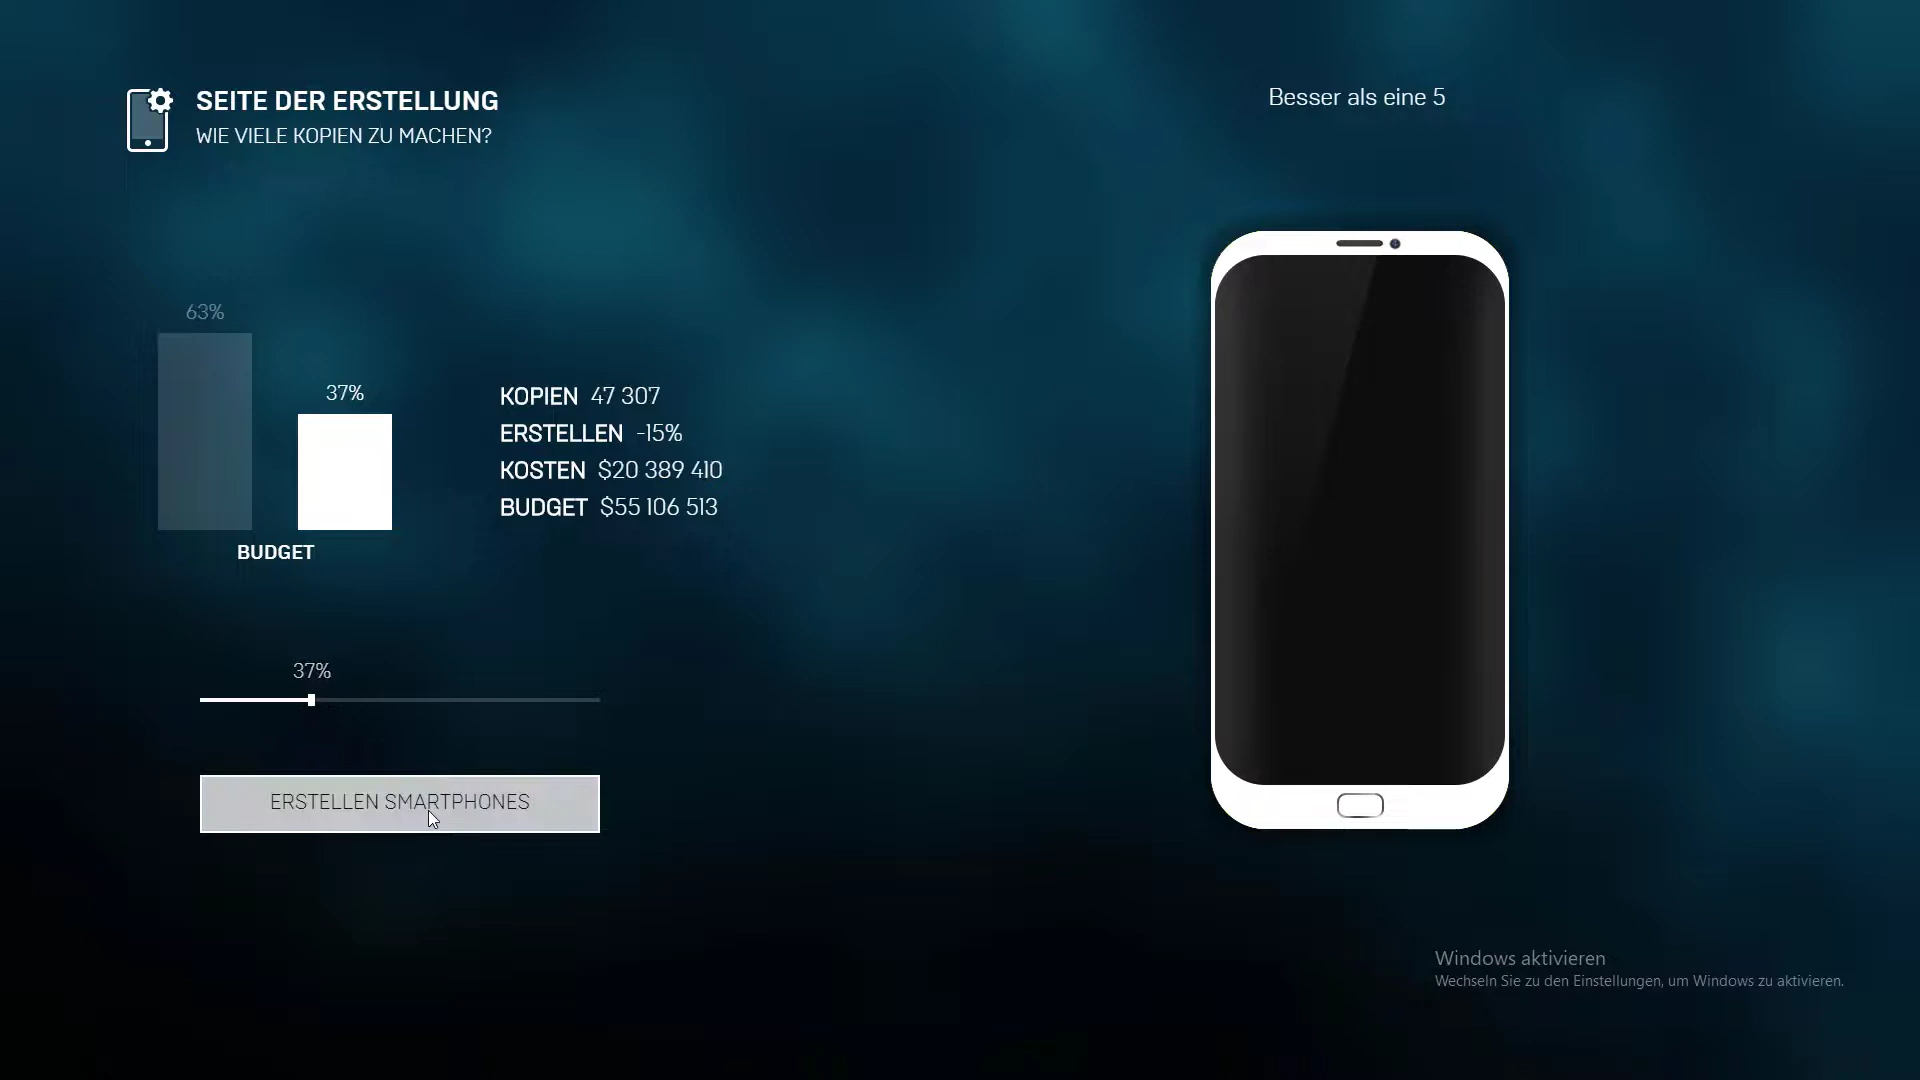 SEITE DER ERSTELLUNG
WIE VIELE KOPIEN ZU MACHEN?
Besser als eine 5
63%
37%
KOPIEN 47 307
ERSTELLEN -15%
KOSTEN $20 389 410
BUDGET $55 106 513
BUDGET
37%
ERSTELLEN SMARTPHONES
Windows aktivieren
Wechseln Sie zu den Einstellungen, um Windows zu aktivieren.